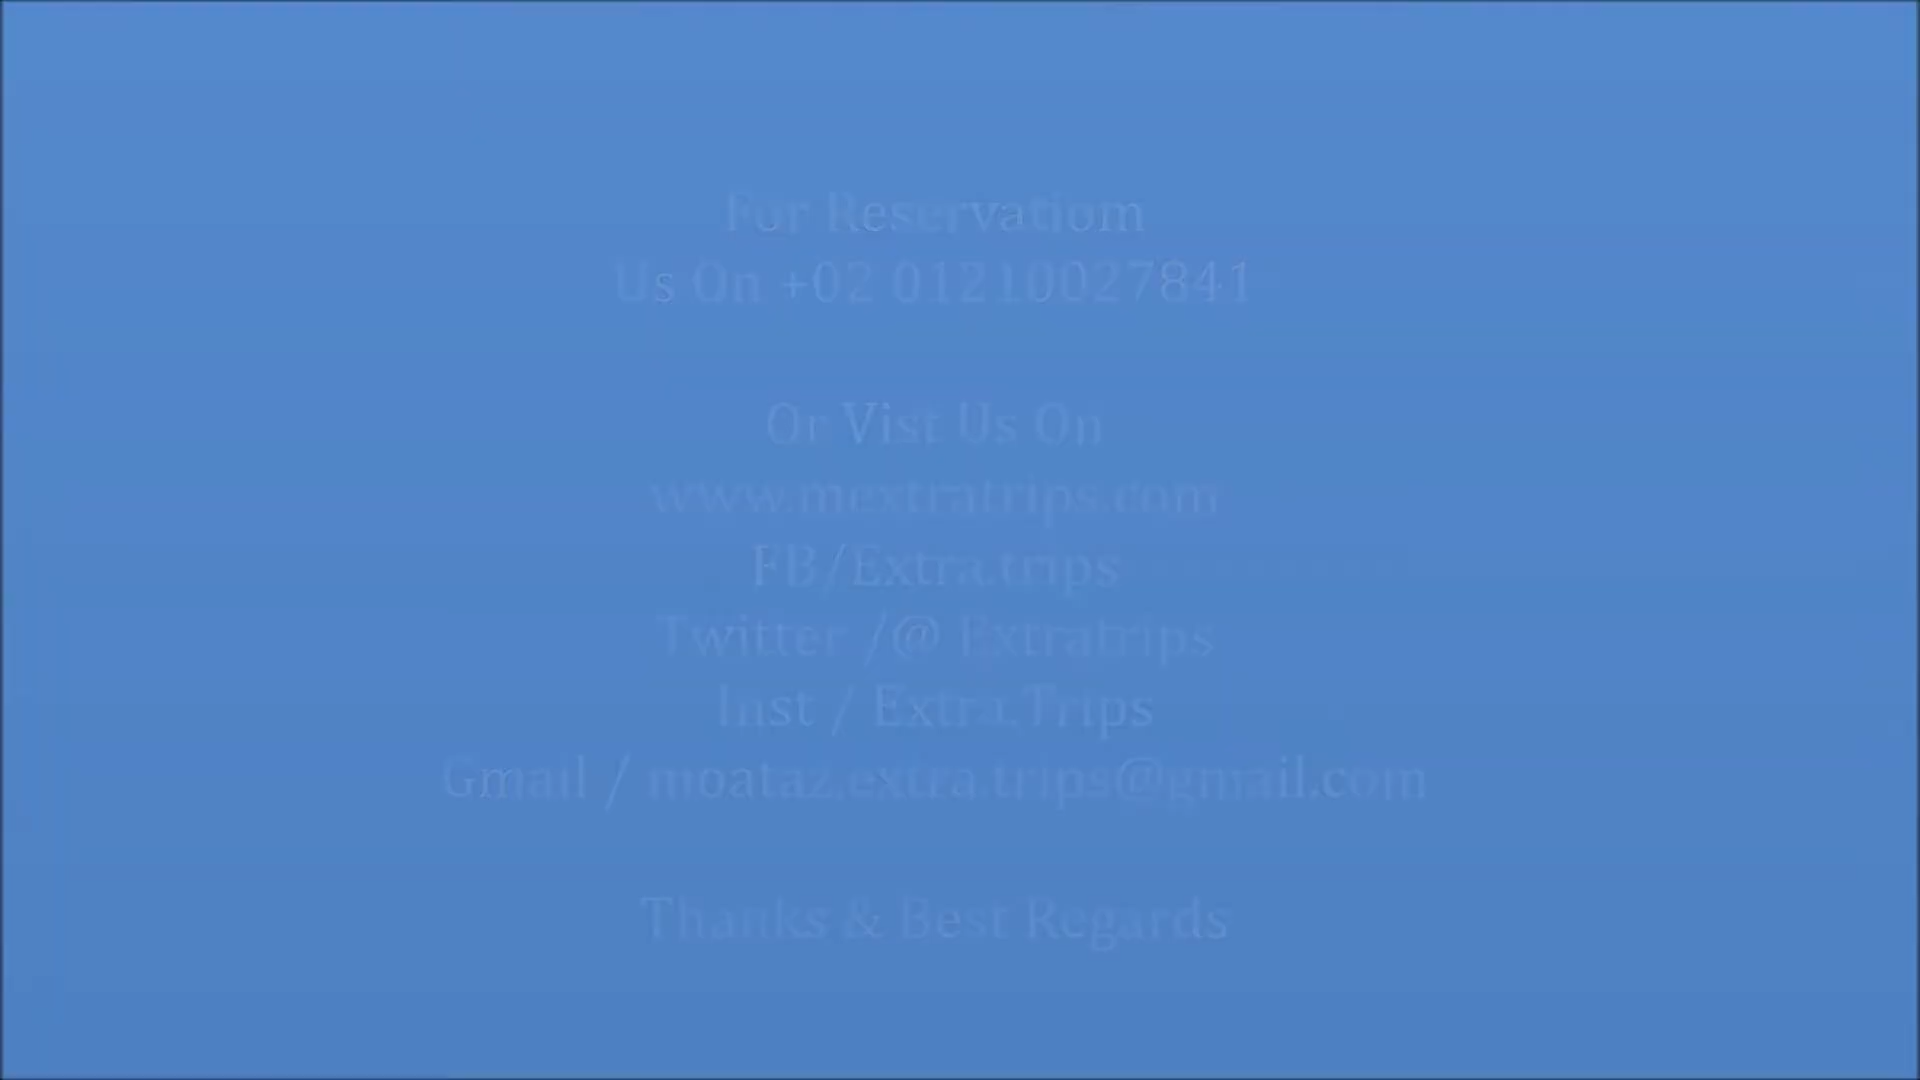 For Reservatiom
Us On +02 01210027841
Or Vist Us On
www.mextratrips.com
FB/Extra.trips
Twitter /@ Extratrips
Inst / Extra.Trips
Gmail / moataz.extra.trips@gmail.com
Thanks & Best Regards